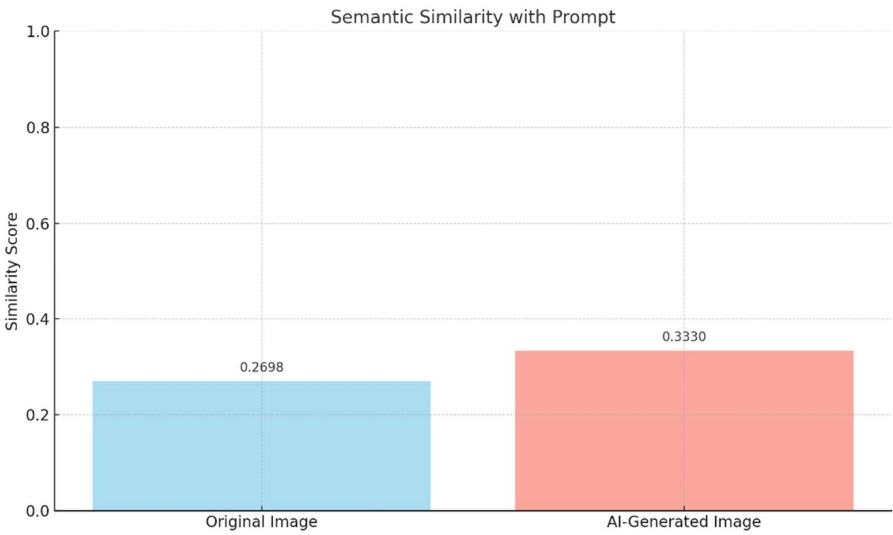 Semantic Similarity with Prompt
1.0
0.8
0.6
0.4
0.2
0.0
Similarity Score
0.2698
0.3330
Original Image
AI-Generated Image